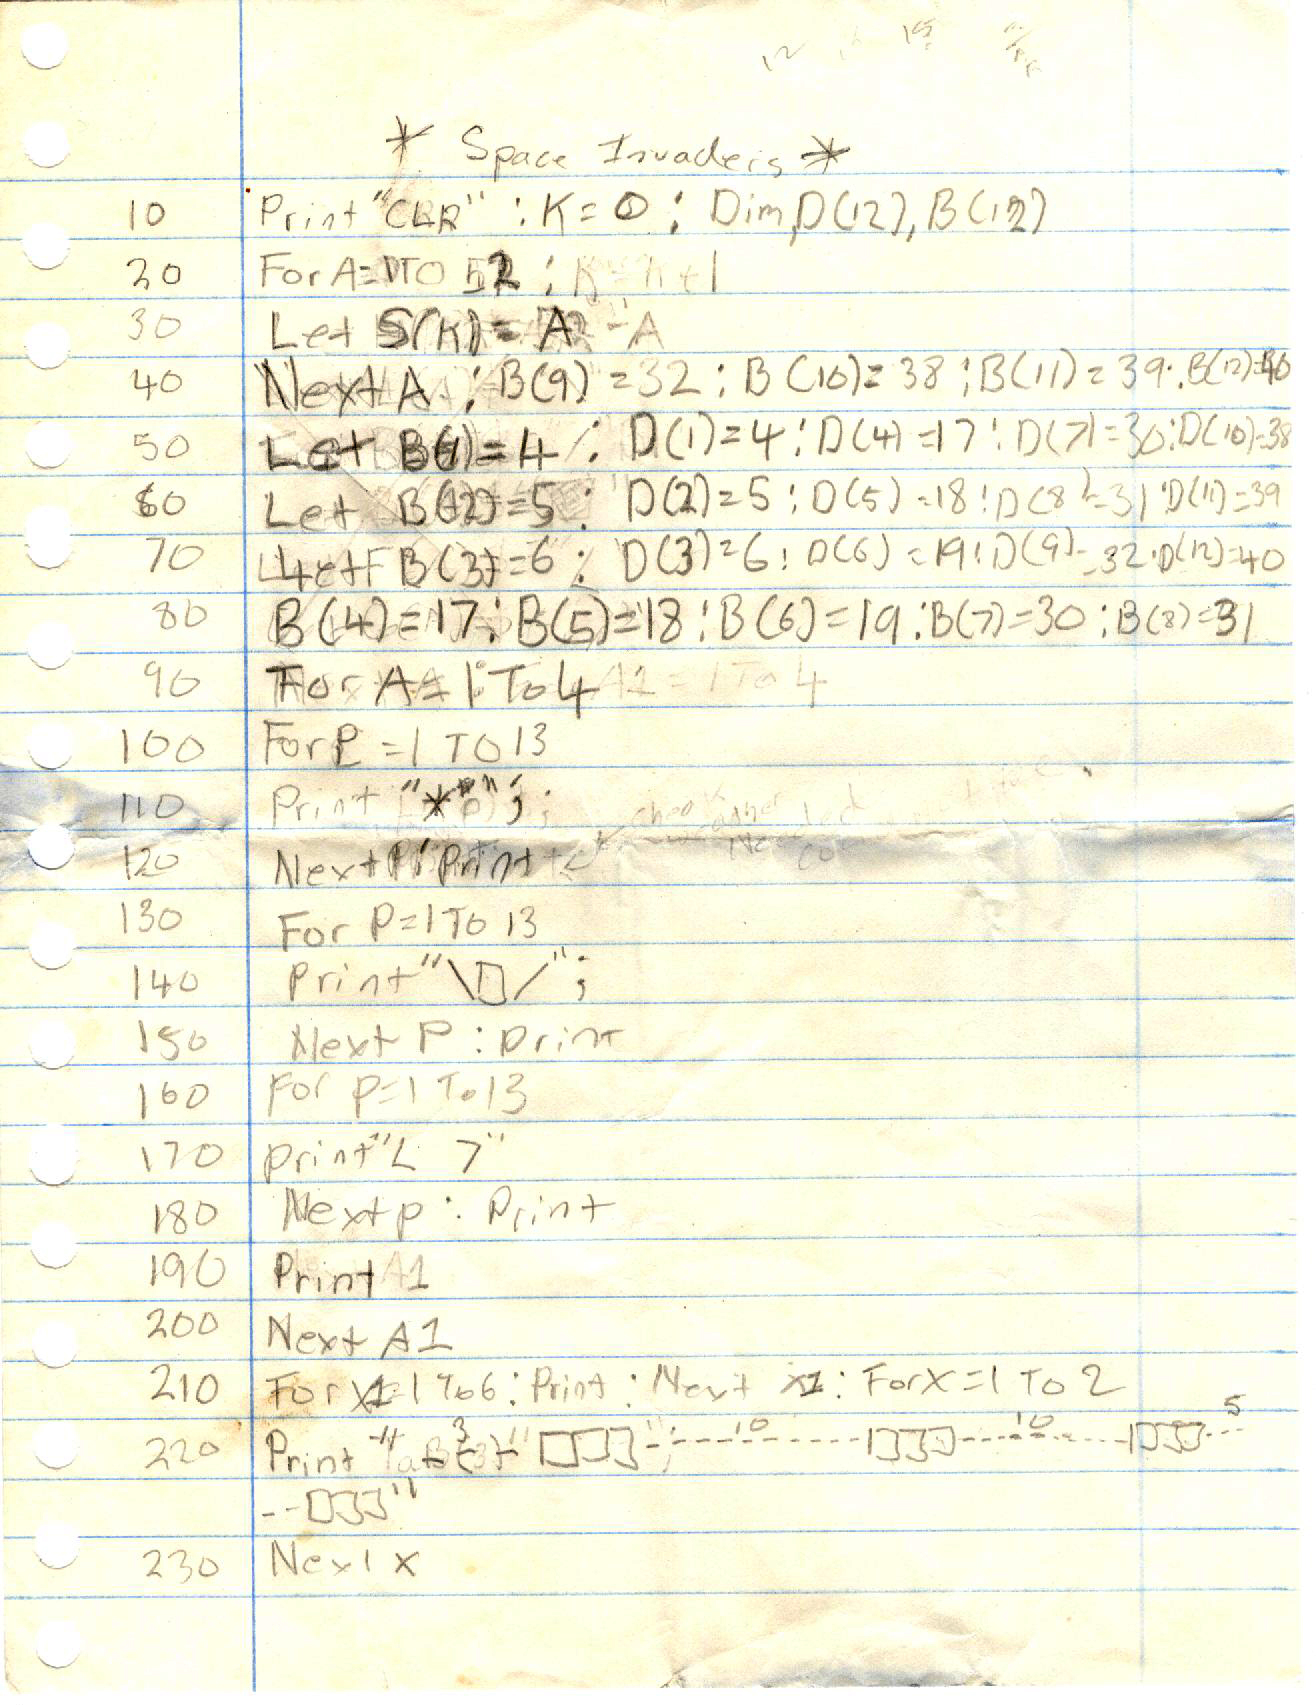 * Space Invaders *
10 Print "CLR" : K=0 : Dim D(12), B(12)
20 For A=1 TO 52 : K=K+1
30 Let S(K)=A
40 Next A : B(9)=32 : B(10)=38 : B(11)=39 : B(12)=40
50 Let B(1)=4 : D(1)=4 : D(4)=17 : D(7)=30 : D(10)=38
60 Let B(2)=5 : D(2)=5 : D(5)=18 : D(8)=31 : D(11)=39
70 Let B(3)=6 : D(3)=6 : D(6)=19 : D(9)=32 : D(12)=40
80 B(4)=17 : B(5)=18 : B(6)=19 : B(7)=30 : B(8)=31
90 For A=1 To 4 A1=1 To 4
100 For P=1 TO 13
110 Print ;
120 Next P : Print
130 For P=1 To 13
140 Print "\□/";
150 Next P : print
160 For p=1 To 13
170 print "L 7"
180 Next p : Print
190 Print A1
200 Next A1
210 For X1=1 To 6 : Print : Next X1 : For X=1 To 2
220 Print 3 10 10 5
230 Next x